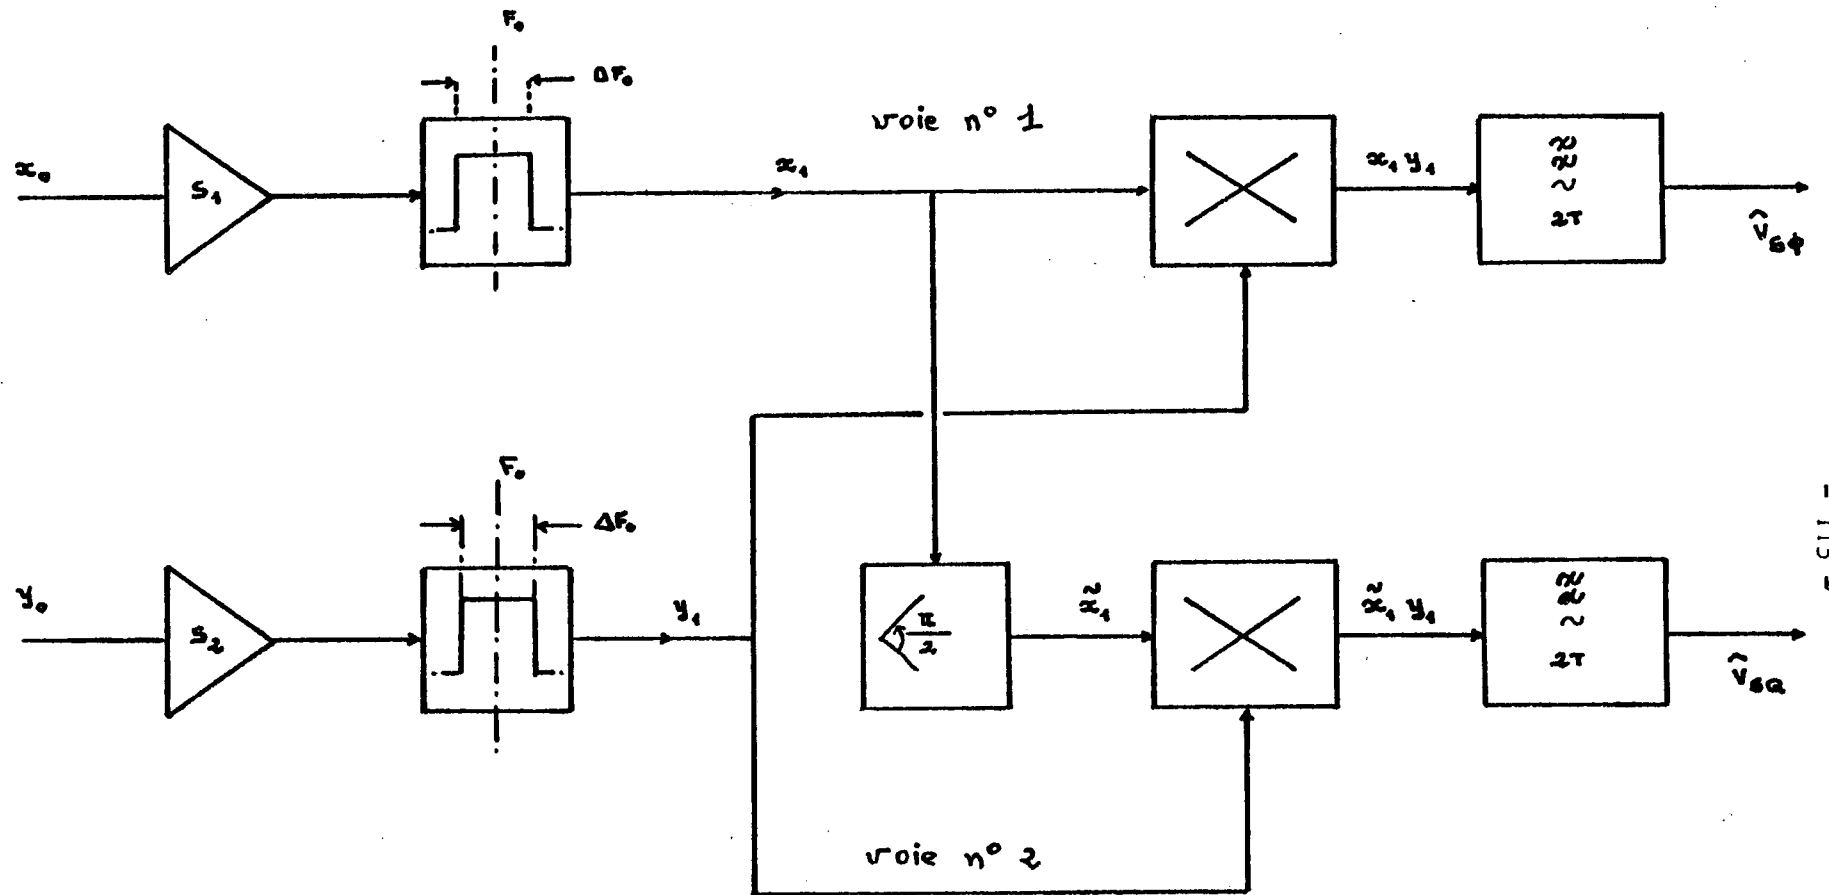 F₀
ΔF₀
voie n° 1
x₀
S₁
x₁
x₁ y₁
≈
~
2T
V̂sΦ
F₀
ΔF₀
y₀
S₂
y₁
π/2
x̃₁
x̃₁ y₁
≈
~
2T
V̂sQ
voie n° 2